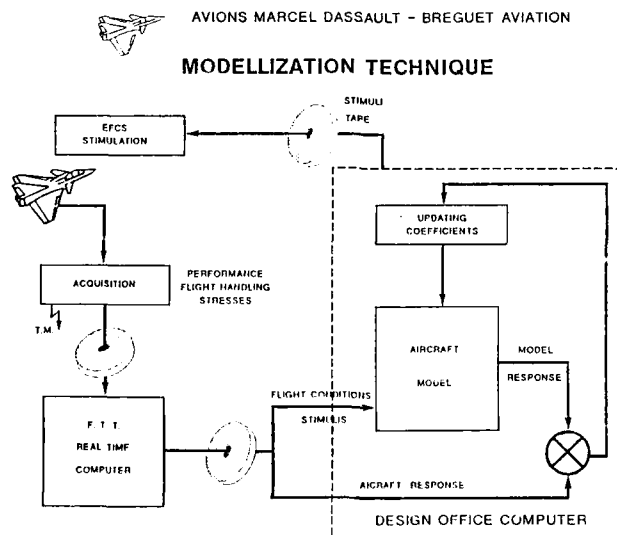 AVIONS MARCEL DASSAULT - BREGUET AVIATION
MODELLIZATION TECHNIQUE
STIMULI
TAPE
EFCS
STIMULATION
UPDATING
COEFFICIENTS
ACQUISITION
PERFORMANCE
FLIGHT HANDLING
STRESSES
T.M.
AIRCRAFT
MODEL
MODEL
RESPONSE
FLIGHT CONDITIONS
STIMULIS
F. T. T.
REAL TIME
COMPUTER
AICRAFT RESPONSE
DESIGN OFFICE COMPUTER